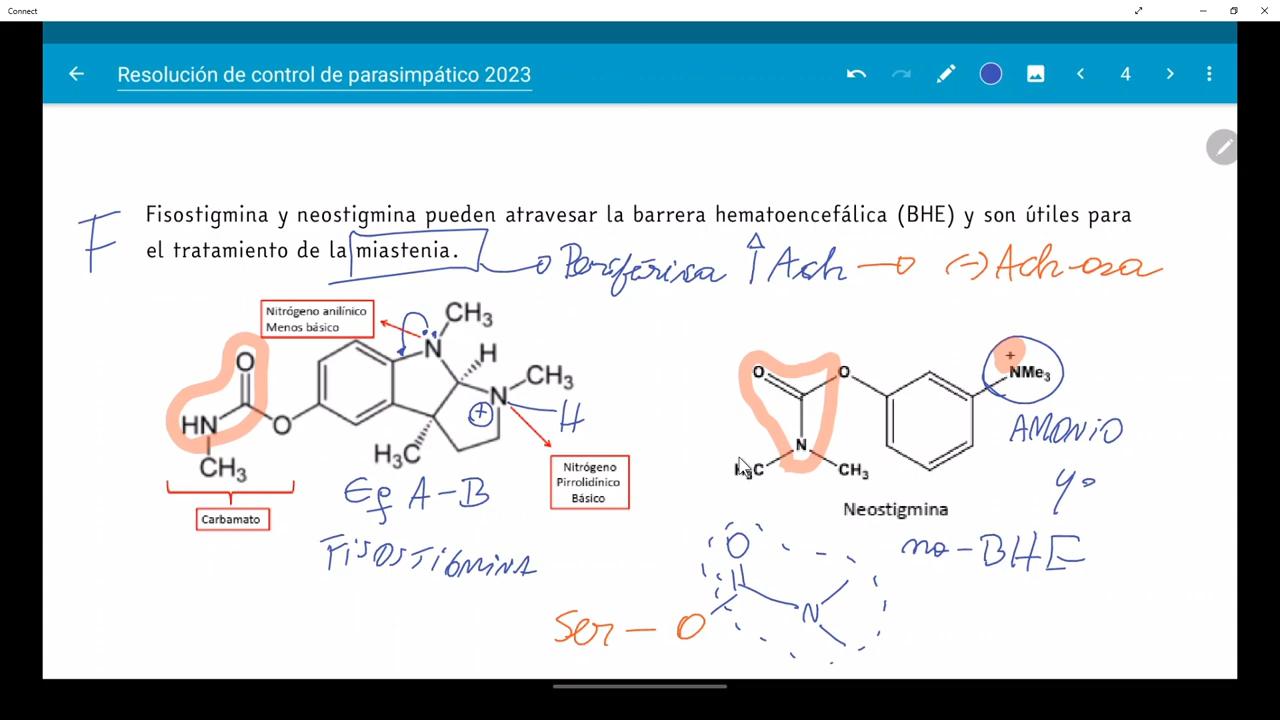 Connect
Resolución de control de parasimpático 2023
4
Fisostigmina y neostigmina pueden atravesar la barrera hematoencefálica (BHE) y son útiles para
F
el tratamiento de la miastenia.
Periférica ↑ Ach (-) Ach-asa
Nitrógeno anilínico
Menos básico
CH3
N
H
O
N
CH3
+
H
HN
O
CH3
H3C
Carbamato
Nitrógeno
Pirrolidínico
Básico
Eq A-B
FISOSTIGMINA
O
O
+
NMe3
N
H3C
CH3
AMONIO
4°
Neostigmina
no-BHE
O
N
Ser - O